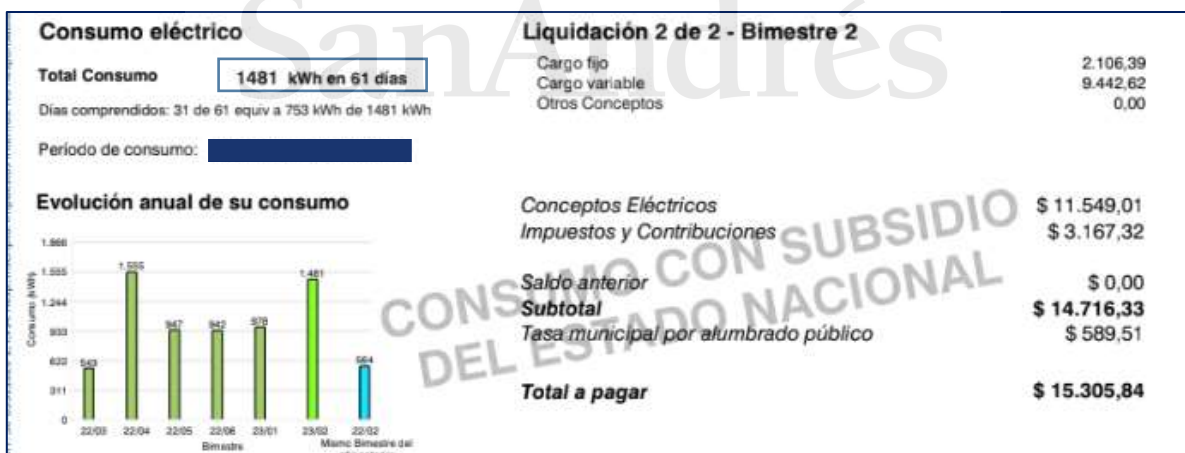 SanAndrés
Consumo eléctrico
Total Consumo 1481 kWh en 61 días
Días comprendidos: 31 de 61 equiv a 753 kWh de 1481 kWh
Período de consumo:
Evolución anual de su consumo
1.866
1.555
1.244
933
622
311
0
Consumo (kWh)
543
1.555
947
942
978
1.481
564
22/03 22/04 22/05 22/06 23/01 23/02 22/02
Bimestre
Mismo Bimestre del
Liquidación 2 de 2 - Bimestre 2
Cargo fijo 2.106,39
Cargo variable 9.442,62
Otros Conceptos 0,00
Conceptos Eléctricos $ 11.549,01
Impuestos y Contribuciones $ 3.167,32
Saldo anterior $ 0,00
Subtotal $ 14.716,33
Tasa municipal por alumbrado público $ 589,51
Total a pagar $ 15.305,84
CONSUMO CON SUBSIDIO
DEL ESTADO NACIONAL